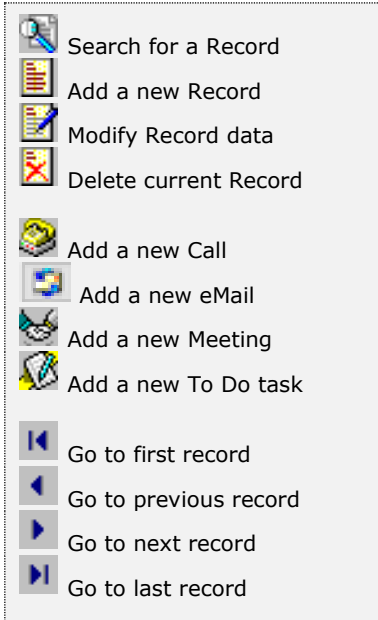 Search for a Record
Add a new Record
Modify Record data
Delete current Record
Add a new Call
Add a new eMail
Add a new Meeting
Add a new To Do task
Go to first record
Go to previous record
Go to next record
Go to last record